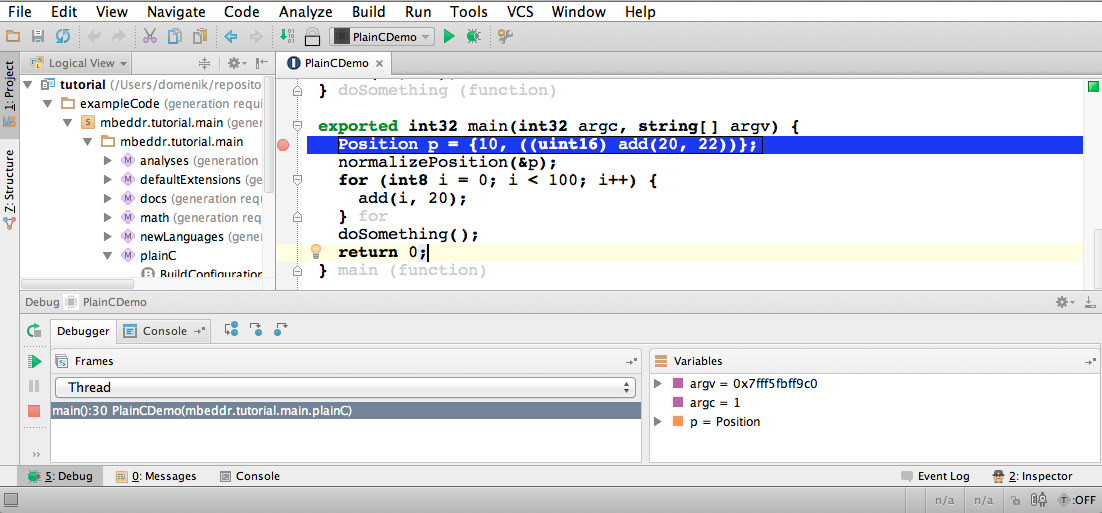 File Edit View Navigate Code Analyze Build Run Tools VCS Window Help
PlainCDemo
1: Project
Z: Structure
Logical View
tutorial (/Users/domenik/reposito
exampleCode (generation requi
mbeddr.tutorial.main (gener
mbeddr.tutorial.main
analyses (generation
defaultExtensions (ge
docs (generation req
math (generation req
newLanguages (gener
plainC
BuildConfiguration
PlainCDemo
} doSomething (function)
exported int32 main(int32 argc, string[] argv) {
Position p = {10, ((uint16) add(20, 22))};
normalizePosition(&p);
for (int8 i = 0; i < 100; i++) {
add(i, 20);
} for
doSomething();
return 0;
} main (function)
Debug PlainCDemo
Debugger Console
Frames
Thread
main():30 PlainCDemo(mbeddr.tutorial.main.plainC)
Variables
argv = 0x7fff5fbff9c0
argc = 1
p = Position
5: Debug 0: Messages Console Event Log 2: Inspector
n/a n/a T :OFF